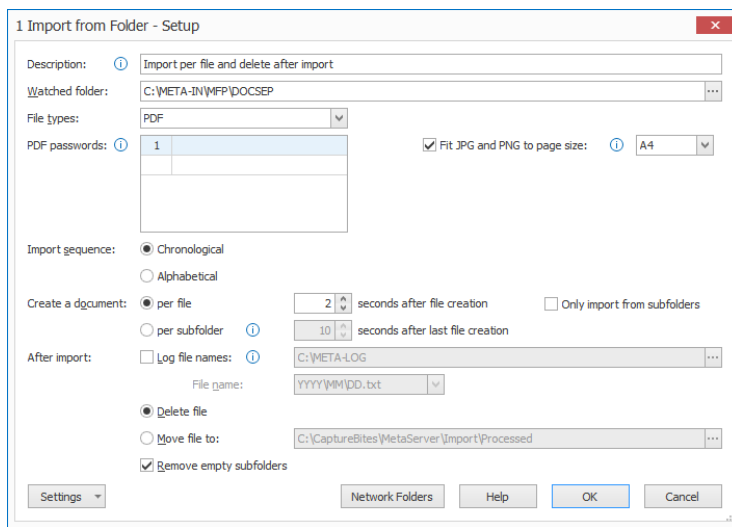 1 Import from Folder - Setup
Description: Import per file and delete after import
Watched folder: C:\META-IN\MFP\DOCSEP ...
File types: PDF
PDF passwords: 1 Fit JPG and PNG to page size: A4
Import sequence: Chronological
Alphabetical
Create a document: per file 2 seconds after file creation Only import from subfolders
per subfolder 10 seconds after last file creation
After import: Log file names: C:\META-LOG ...
File name: YYYY\MM\DD.txt
Delete file
Move file to: C:\CaptureBites\MetaServer\Import\Processed ...
Remove empty subfolders
Settings Network Folders Help OK Cancel